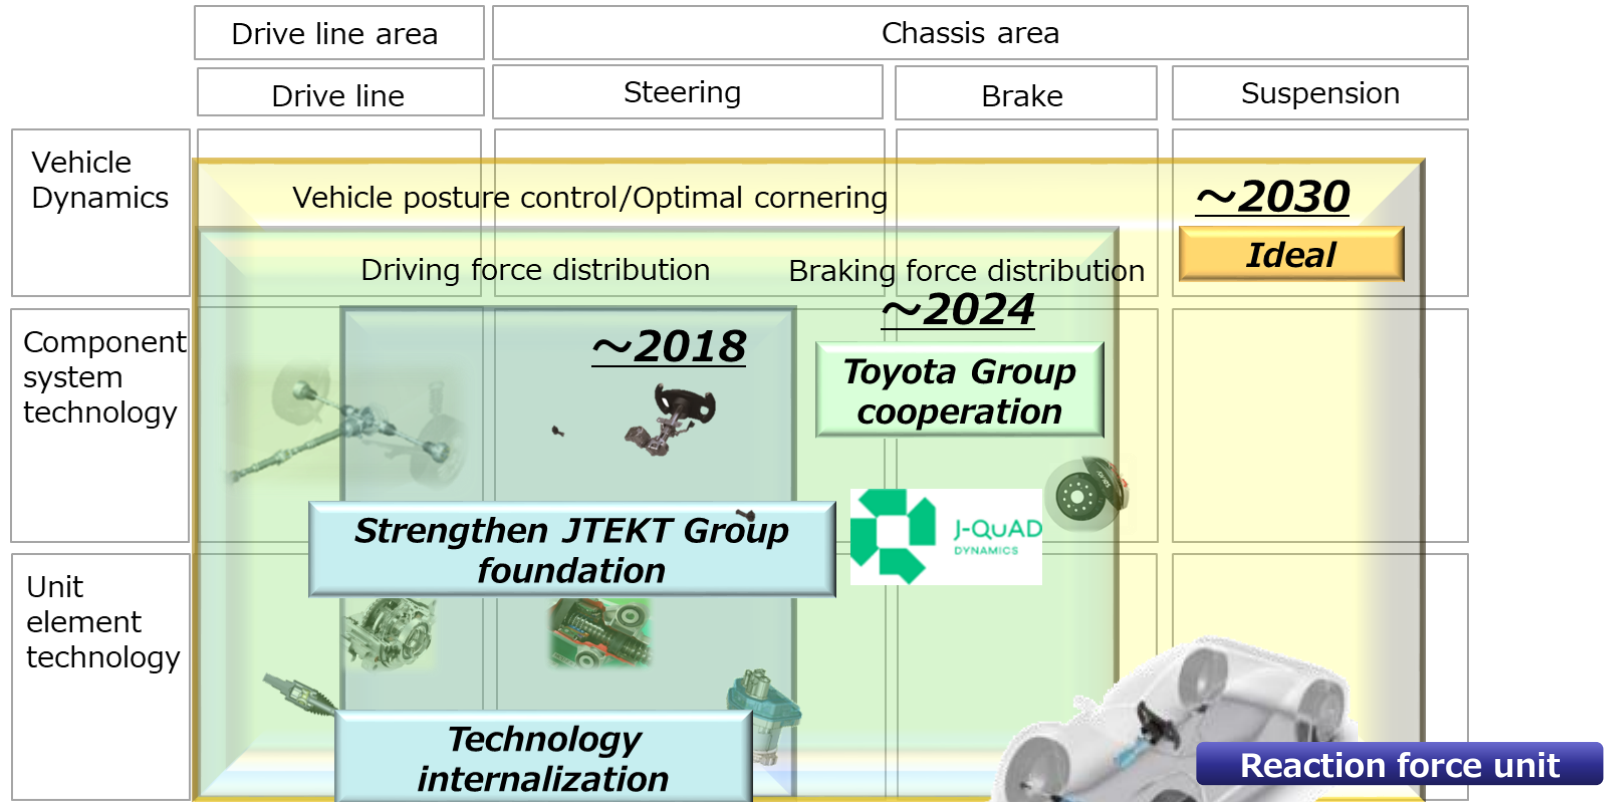 Drive line area
Chassis area
Drive line
Steering
Brake
Suspension
Vehicle
Dynamics
Vehicle posture control/Optimal cornering
~2030
Ideal
Driving force distribution
Braking force distribution
~2024
Toyota Group
cooperation
Component
system
technology
~2018
Strengthen JTEKT Group
foundation
J-QuAD
DYNAMICS
Unit
element
technology
Technology
internalization
Reaction force unit